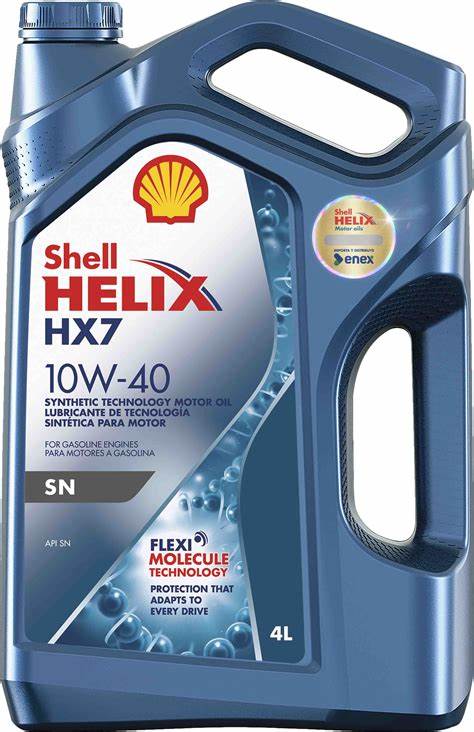 Shell
HELIX
HX7
10W-40
SYNTHETIC TECHNOLOGY MOTOR OIL
LUBRICANTE DE TECNOLOGÍA
SINTÉTICA PARA MOTOR
FOR GASOLINE ENGINES
PARA MOTORES A GASOLINA
SN
API SN
FLEXI
MOLECULE
TECHNOLOGY
PROTECTION THAT
ADAPTS TO
EVERY DRIVE
4L
Shell
HELIX
Motor oils
IMPORTA Y DISTRIBUYE
enex